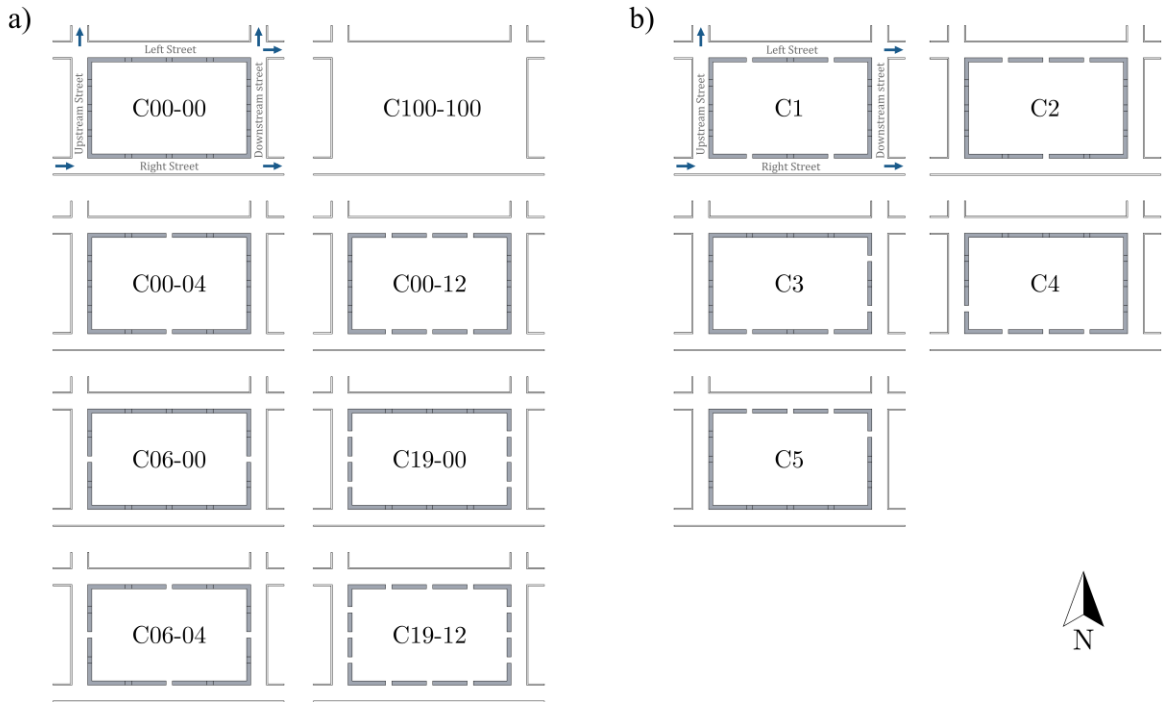 a)
Left Street
Upstream Street
C00-00
Downstream street
Right Street
C100-100
C00-04
C00-12
C06-00
C19-00
C06-04
C19-12
b)
Left Street
Upstream Street
C1
Downstream street
Right Street
C2
C3
C4
C5
N